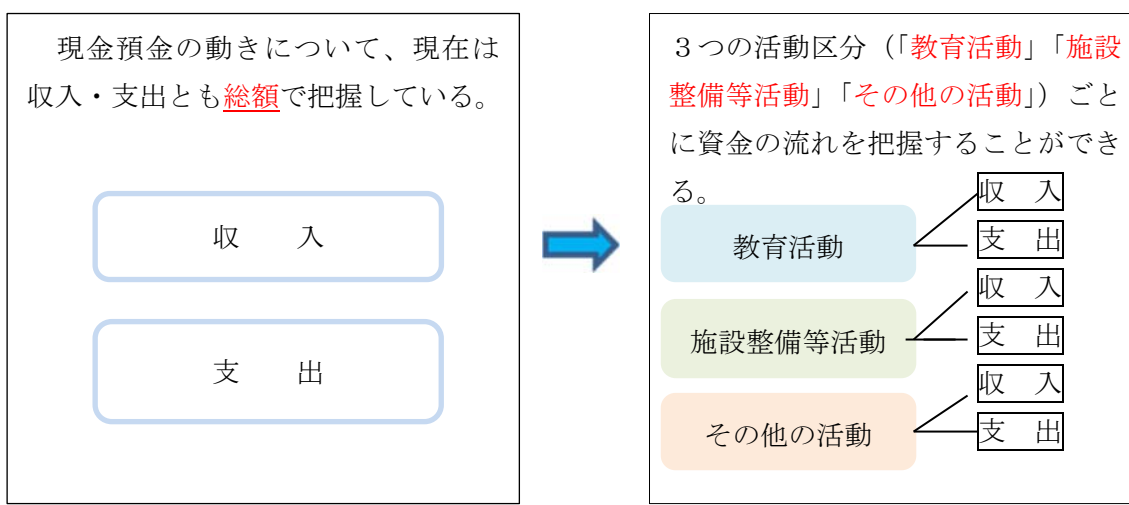 現金預金の動きについて、現在は
収入・支出とも総額で把握している。
収　入
支　出
３つの活動区分（「教育活動」「施設
整備等活動」「その他の活動」）ごと
に資金の流れを把握することができ
る。
教育活動
収　入
支　出
施設整備等活動
収　入
支　出
その他の活動
収　入
支　出